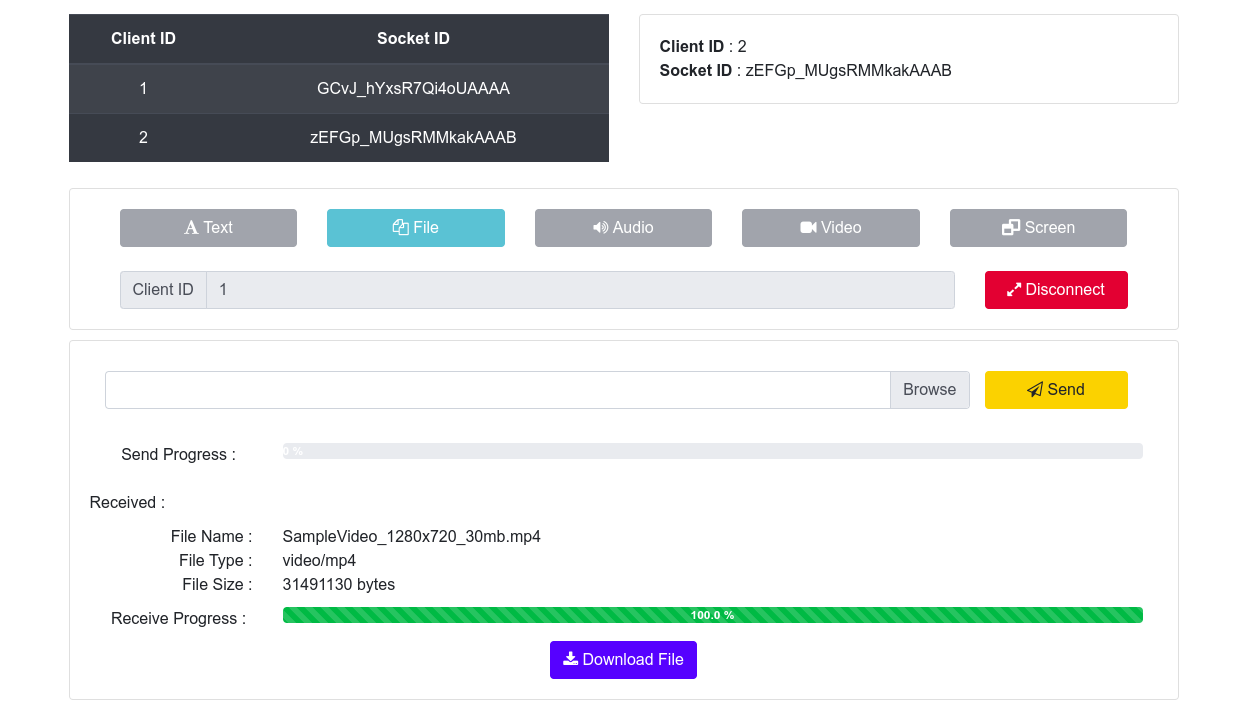 Client ID Socket ID
1 GCvJ_hYxsR7Qi4oUAAAA
2 zEFGp_MUgsRMMkakAAAB
Client ID : 2
Socket ID : zEFGp_MUgsRMMkakAAAB
Text File Audio Video Screen
Client ID 1 Disconnect
Browse Send
Send Progress : 0 %
Received :
File Name : SampleVideo_1280x720_30mb.mp4
File Type : video/mp4
File Size : 31491130 bytes
Receive Progress : 100.0 %
Download File